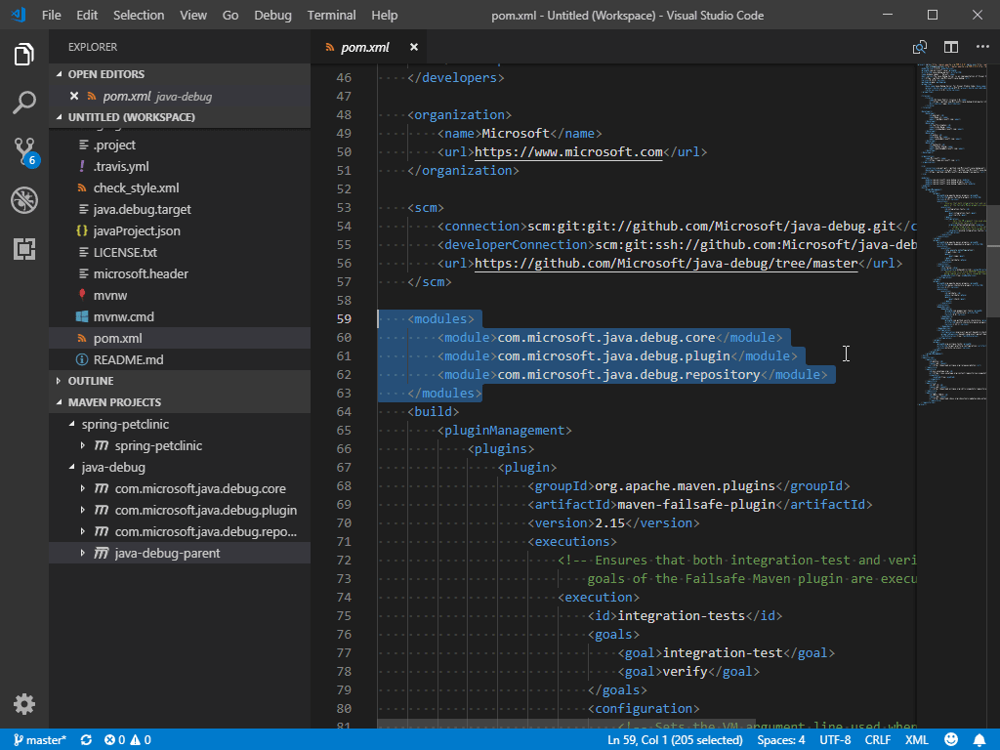 File Edit Selection View Go Debug Terminal Help pom.xml - Untitled (Workspace) - Visual Studio Code
EXPLORER
OPEN EDITORS
pom.xml java-debug
UNTITLED (WORKSPACE)
.project
.travis.yml
check_style.xml
java.debug.target
javaProject.json
LICENSE.txt
microsoft.header
mvnw
mvnw.cmd
pom.xml
README.md
OUTLINE
MAVEN PROJECTS
spring-petclinic
spring-petclinic
java-debug
com.microsoft.java.debug.core
com.microsoft.java.debug.plugin
com.microsoft.java.debug.repo...
java-debug-parent
6
pom.xml
46 </developers>
47
48 <organization>
49 <name>Microsoft</name>
50 <url>https://www.microsoft.com</url>
51 </organization>
52
53 <scm>
54 <connection>scm:git:git://github.com/Microsoft/java-debug.git</c
55 <developerConnection>scm:git:ssh://github.com/Microsoft/java-deb
56 <url>https://github.com/Microsoft/java-debug/tree/master</url>
57 </scm>
58
59 <modules>
60 <module>com.microsoft.java.debug.core</module>
61 <module>com.microsoft.java.debug.plugin</module>
62 <module>com.microsoft.java.debug.repository</module>
63 </modules>
64 <build>
65 <pluginManagement>
66 <plugins>
67 <plugin>
68 <groupId>org.apache.maven.plugins</groupId>
69 <artifactId>maven-failsafe-plugin</artifactId>
70 <version>2.15</version>
71 <executions>
72 <!-- Ensures that both integration-test and veri
73 goals of the Failsafe Maven plugin are execu
74 <execution>
75 <id>integration-tests</id>
76 <goals>
77 <goal>integration-test</goal>
78 <goal>verify</goal>
79 </goals>
80 <configuration>
81 <!-- Sets the VM argument line used when
master* 0 0 Ln 59, Col 1 (205 selected) Spaces: 4 UTF-8 CRLF XML